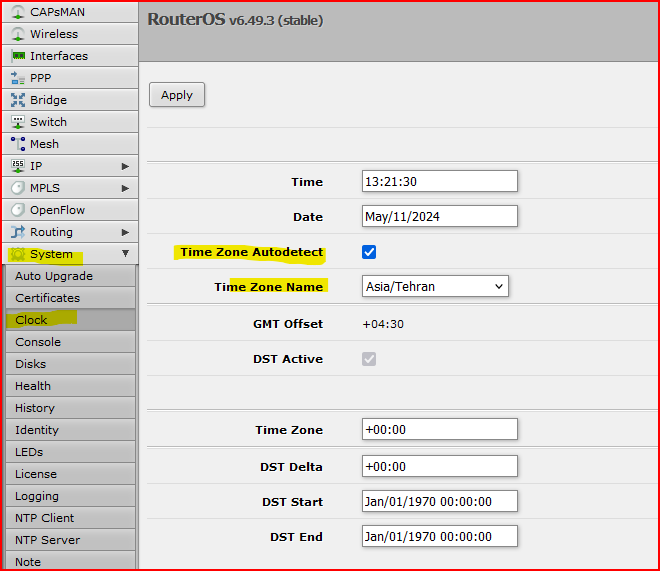 CAPsMAN
Wireless
Interfaces
PPP
Bridge
Switch
Mesh
IP
MPLS
OpenFlow
Routing
System
Auto Upgrade
Certificates
Clock
Console
Disks
Health
History
Identity
LEDs
License
Logging
NTP Client
NTP Server
Note
RouterOS v6.49.3 (stable)
Apply
Time 13:21:30
Date May/11/2024
Time Zone Autodetect
Time Zone Name Asia/Tehran
GMT Offset +04:30
DST Active
Time Zone +00:00
DST Delta +00:00
DST Start Jan/01/1970 00:00:00
DST End Jan/01/1970 00:00:00